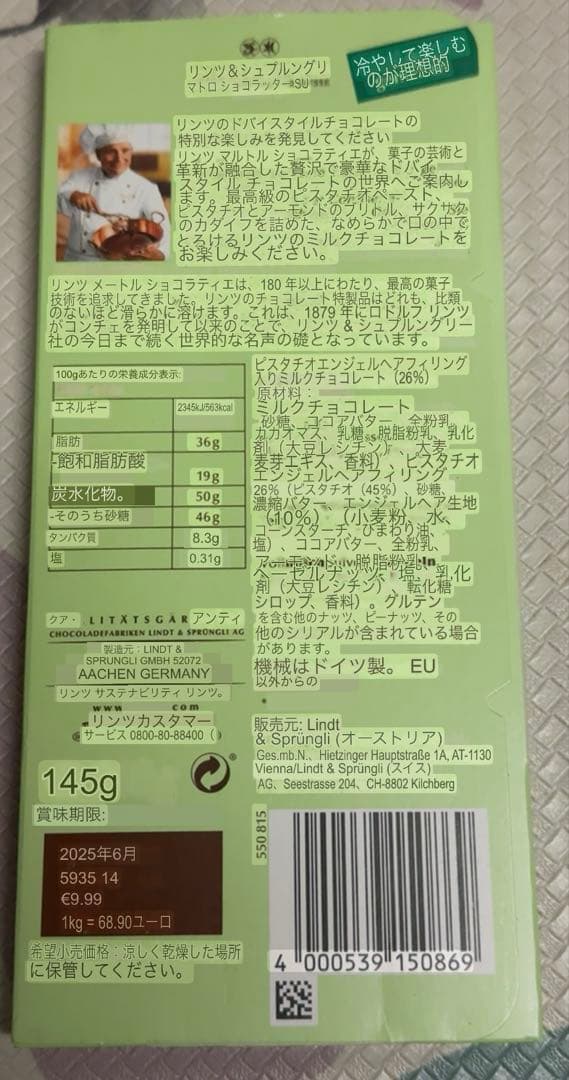 リンツ＆シュプルングリ
マトロ ショコラッター SU
冷やして楽しむ
のが理想的
リンツのドバイスタイルチョコレートの
特別な楽しみを発見してください
リンツ マルトル ショコラティエが、菓子の芸術と
革新が融合した贅沢で豪華なドバイ
スタイル チョコレートの世界へご案内し
ます。最高級のピスタチオペースト、
ピスタチオとアーモンドのブリトル、サクサク
のカダイフを詰めた、なめらかで口の中で
とろけるリンツのミルクチョコレートを
お楽しみください。
リンツ メートル ショコラティエは、180 年以上にわたり、最高の菓子
技術を追求してきました。リンツのチョコレート特製品はどれも、比類
のないほど滑らかに溶けます。これは、1879 年にロドルフ リンツ
がコンチェを発明して以来のことで、リンツ & シュプルングリー
社の今日まで続く世界的な名声の礎となっています。
100gあたりの栄養成分表示:
エネルギー 2345kJ/563kcal
脂肪 36g
-飽和脂肪酸 19g
炭水化物。 50g
-そのうち砂糖 46g
タンパク質 8.3g
塩 0.31g
ピスタチオエンジェルヘアフィリング
入りミルクチョコレート（26%）
原材料：
ミルクチョコレート
砂糖、ココアバター、全粉乳、
カカオマス、乳糖、脱脂粉乳、乳化
剤（大豆レシチン）、大麦
麦芽エキス、香料）、ピスタチオ
エンジェルヘアフィリング
26%（ピスタチオ（45%）、砂糖、
濃縮バター、エンジェルヘア生地
（10%）（小麦粉、水、
コーンスターチ、ひまわり油、
塩）、ココアバター、全粉乳、
アーモンド、脱脂粉乳、
ヘーゼルナッツ、塩、乳化
剤（大豆レシチン）、転化糖
シロップ、香料）。グルテン
を含む他のナッツ、ピーナッツ、その
他のシリアルが含まれている場合
があります。
機械はドイツ製。 EU
以外からの
クア・ LITÄTSGAR アンティ
CHOCOLADEFABRIKEN LINDT & SPRÜNGLI AG
製造元：LINDT &
SPRUNGLI GMBH 52072
AACHEN GERMANY
リンツ サステナビリティ リンツ。
www com
リンツカスタマー
サービス 0800-80-88400（）
145g
賞味期限:
2025年6月
5935 14
€9.99
1kg = 68.90ユーロ
希望小売価格：涼しく乾燥した場所
に保管してください。
販売元: Lindt
& Sprüngli (オーストリア)
Ges.mb.N.、Hietzinger Hauptstraße 1A, AT-1130
Vienna/Lindt & Sprüngli (スイス)
AG、Seestrasse 204、CH-8802 Kilchberg
550 815
4 000539 150869